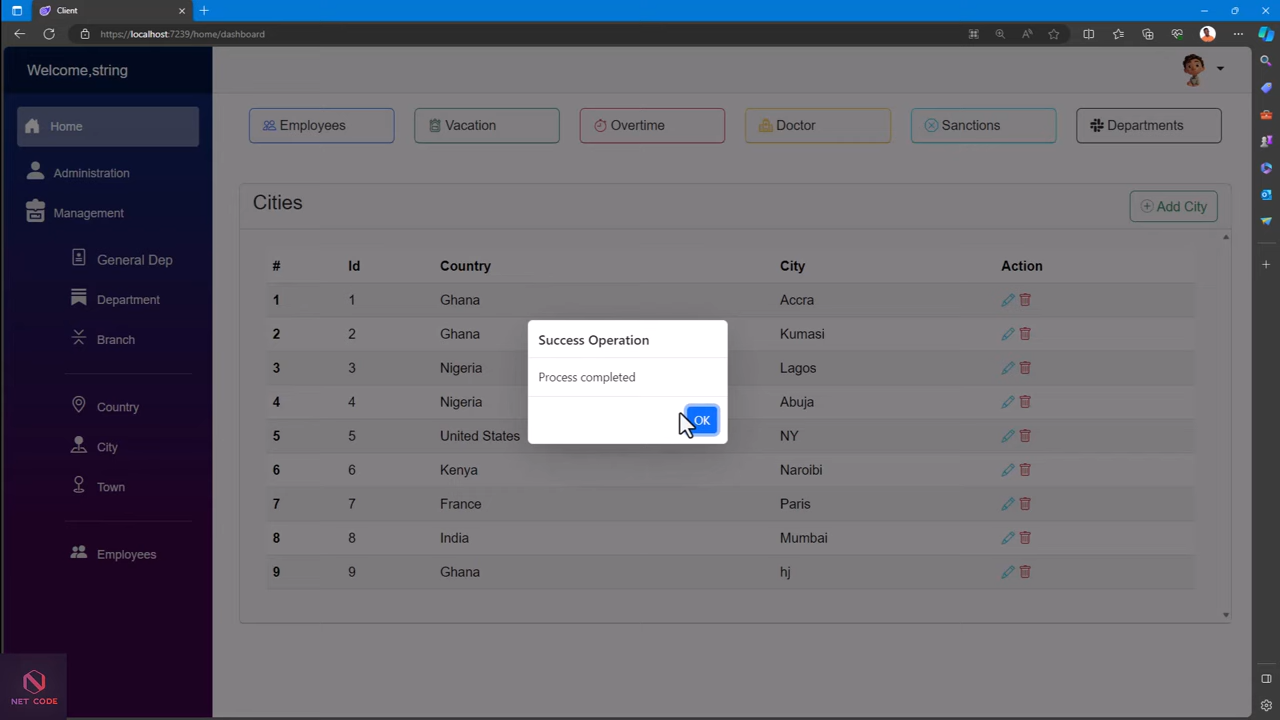 Client
https://localhost:7239/home/dashboard
Welcome,string
Home
Administration
Management
General Dep
Department
Branch
Country
City
Town
Employees
Employees
Vacation
Overtime
Doctor
Sanctions
Departments
Cities
Add City
# Id Country City Action
1 1 Ghana Accra
2 2 Ghana Kumasi
3 3 Nigeria Lagos
4 4 Nigeria Abuja
5 5 United States NY
6 6 Kenya Naroibi
7 7 France Paris
8 8 India Mumbai
9 9 Ghana hj
Success Operation
Process completed
OK
NET CODE